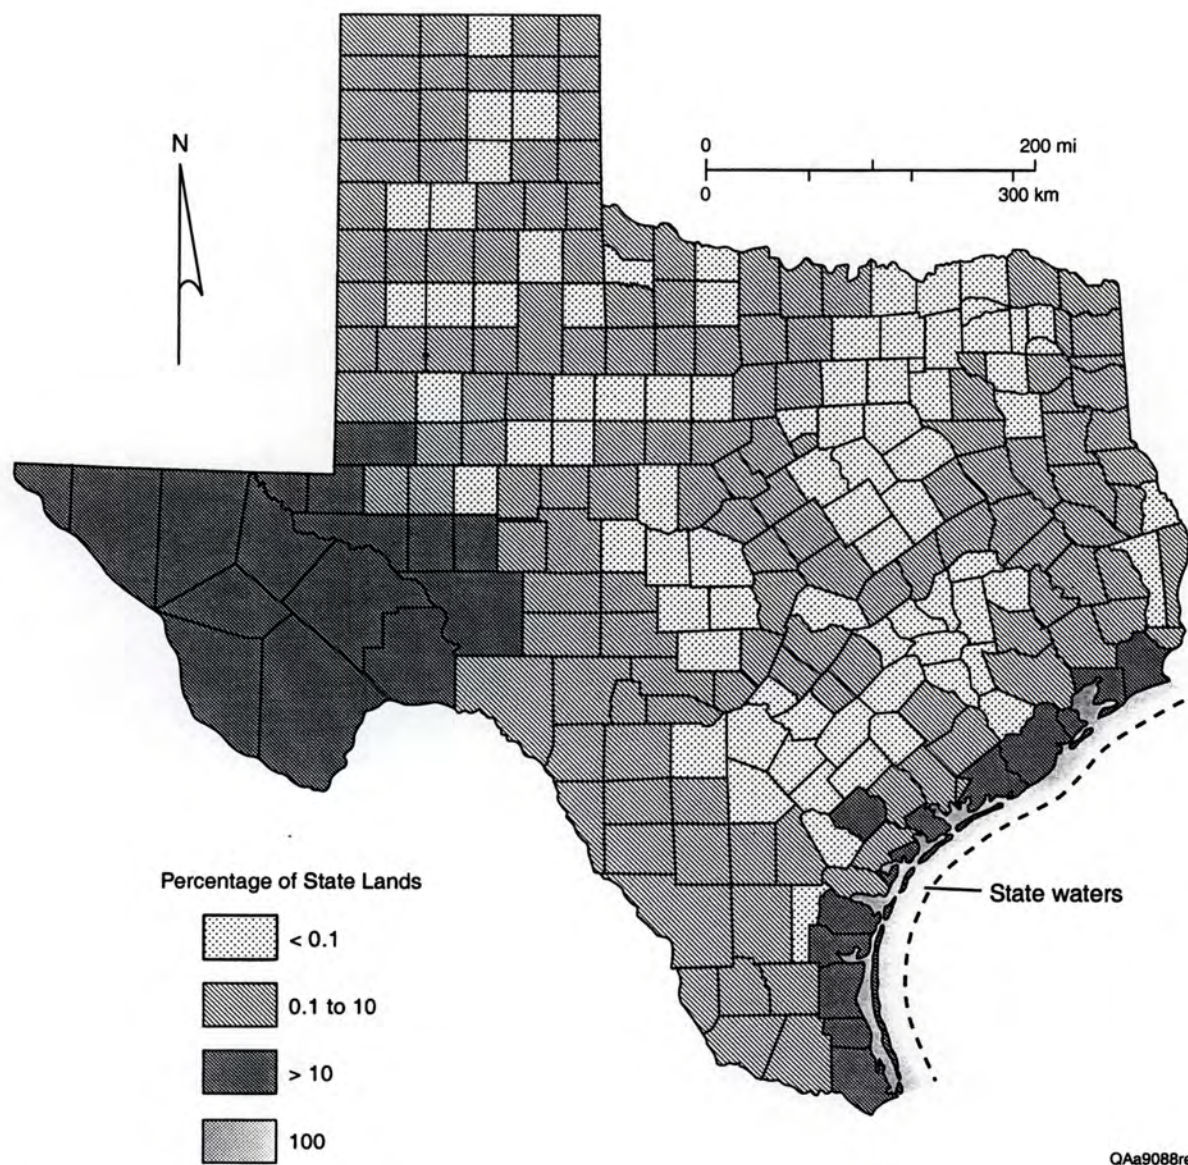 N
0 200 mi
0 300 km
Percentage of State Lands
< 0.1
0.1 to 10
> 10
100
State waters
QAa9088re